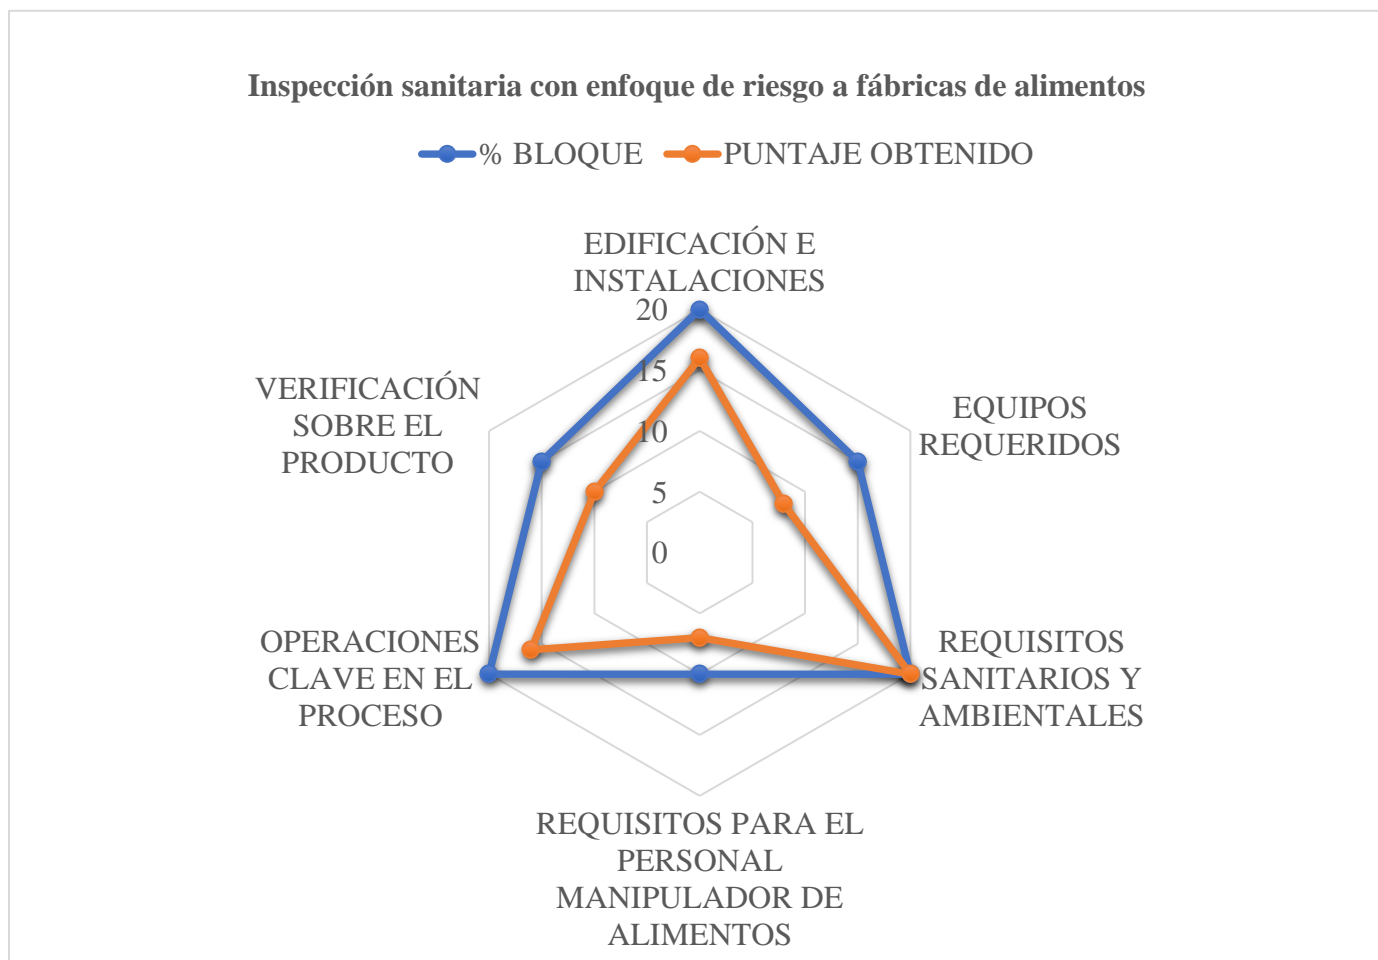 Inspección sanitaria con enfoque de riesgo a fábricas de alimentos
% BLOQUE
PUNTAJE OBTENIDO
EDIFICACIÓN E
INSTALACIONES
20
15
10
5
0
EQUIPOS
REQUERIDOS
REQUISITOS
SANITARIOS Y
AMBIENTALES
REQUISITOS PARA EL
PERSONAL
MANIPULADOR DE
ALIMENTOS
OPERACIONES
CLAVE EN EL
PROCESO
VERIFICACIÓN
SOBRE EL
PRODUCTO